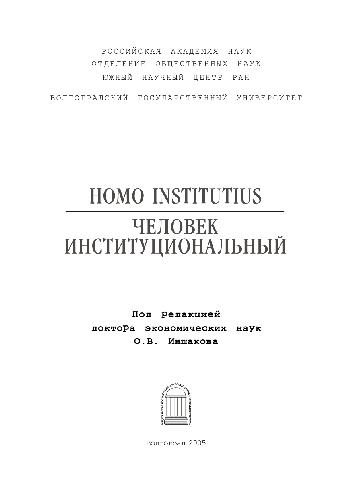 РОССИЙСКАЯ АКАДЕМИЯ НАУК
ОТДЕЛЕНИЕ ОБЩЕСТВЕННЫХ НАУК
ЮЖНЫЙ НАУЧНЫЙ ЦЕНТР РАН
ВОЛГОГРАДСКИЙ ГОСУДАРСТВЕННЫЙ УНИВЕРСИТЕТ
HOMO INSTITUTIUS
ЧЕЛОВЕК
ИНСТИТУЦИОНАЛЬНЫЙ
Под редакцией
доктора экономических наук
О.В. Иншакова
Волгоград 2005